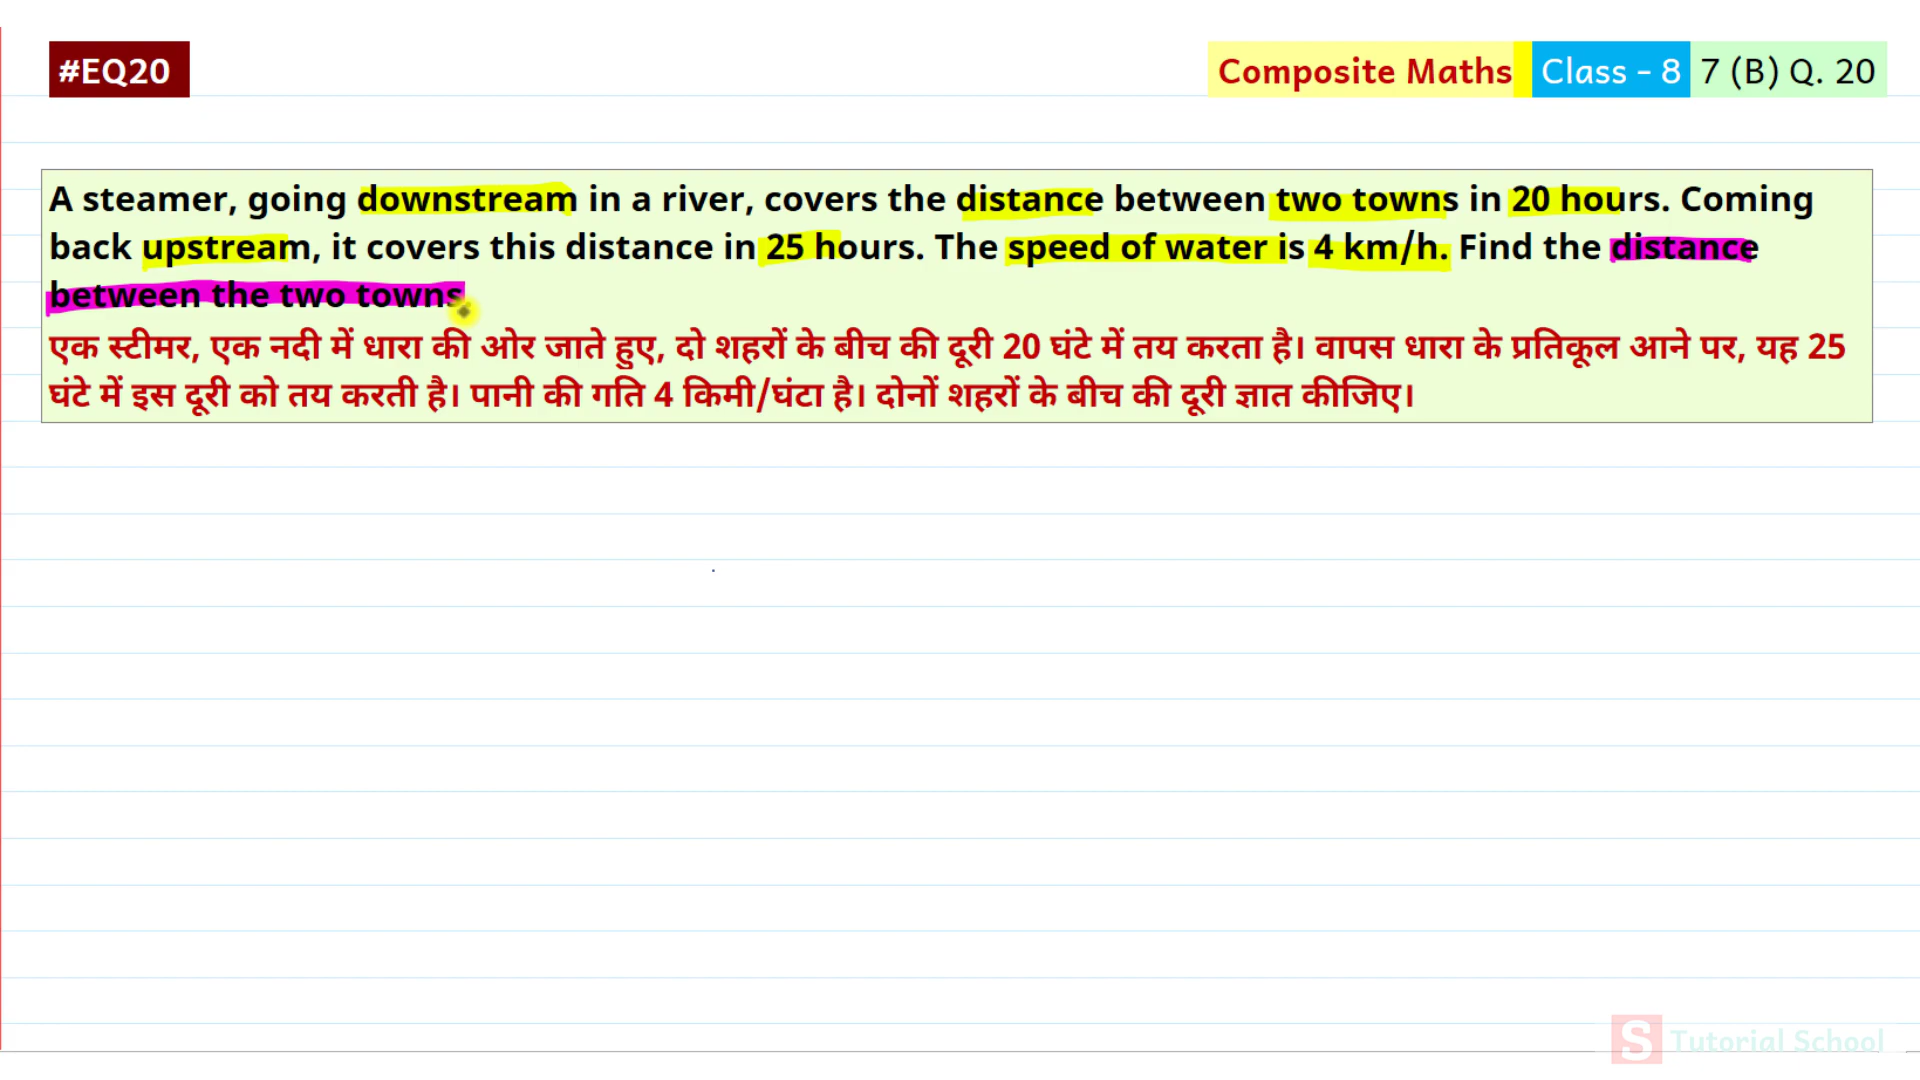 #EQ20
Composite Maths Class - 8 7 (B) Q. 20
A steamer, going downstream in a river, covers the distance between two towns in 20 hours. Coming
back upstream, it covers this distance in 25 hours. The speed of water is 4 km/h. Find the distance
between the two towns.
एक स्टीमर, एक नदी में धारा की ओर जाते हुए, दो शहरों के बीच की दूरी 20 घंटे में तय करता है। वापस धारा के प्रतिकूल आने पर, यह 25
घंटे में इस दूरी को तय करती है। पानी की गति 4 किमी/घंटा है। दोनों शहरों के बीच की दूरी ज्ञात कीजिए।
S Tutorial School